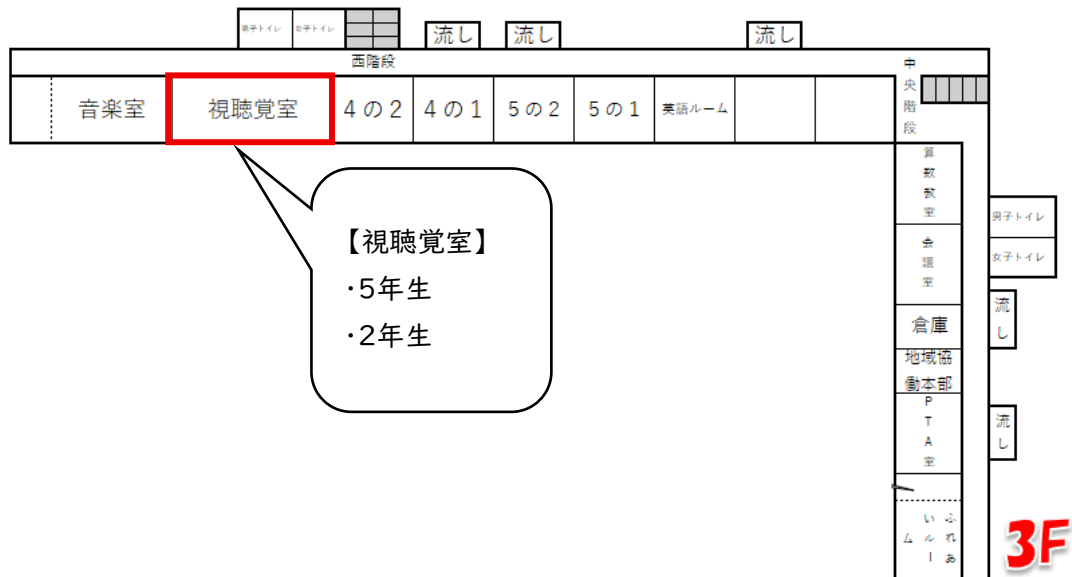 男子トイレ
女子トイレ
流し
流し
流し
西階段
中央階段
音楽室
視聴覚室
4の2
4の1
5の2
5の1
英語ルーム
【視聴覚室】
・5年生
・2年生
算数教室
会議室
倉庫
地域協
働本部
PTA室
ふれあ
いルー
ム
男子トイレ
女子トイレ
流し
流し
3F